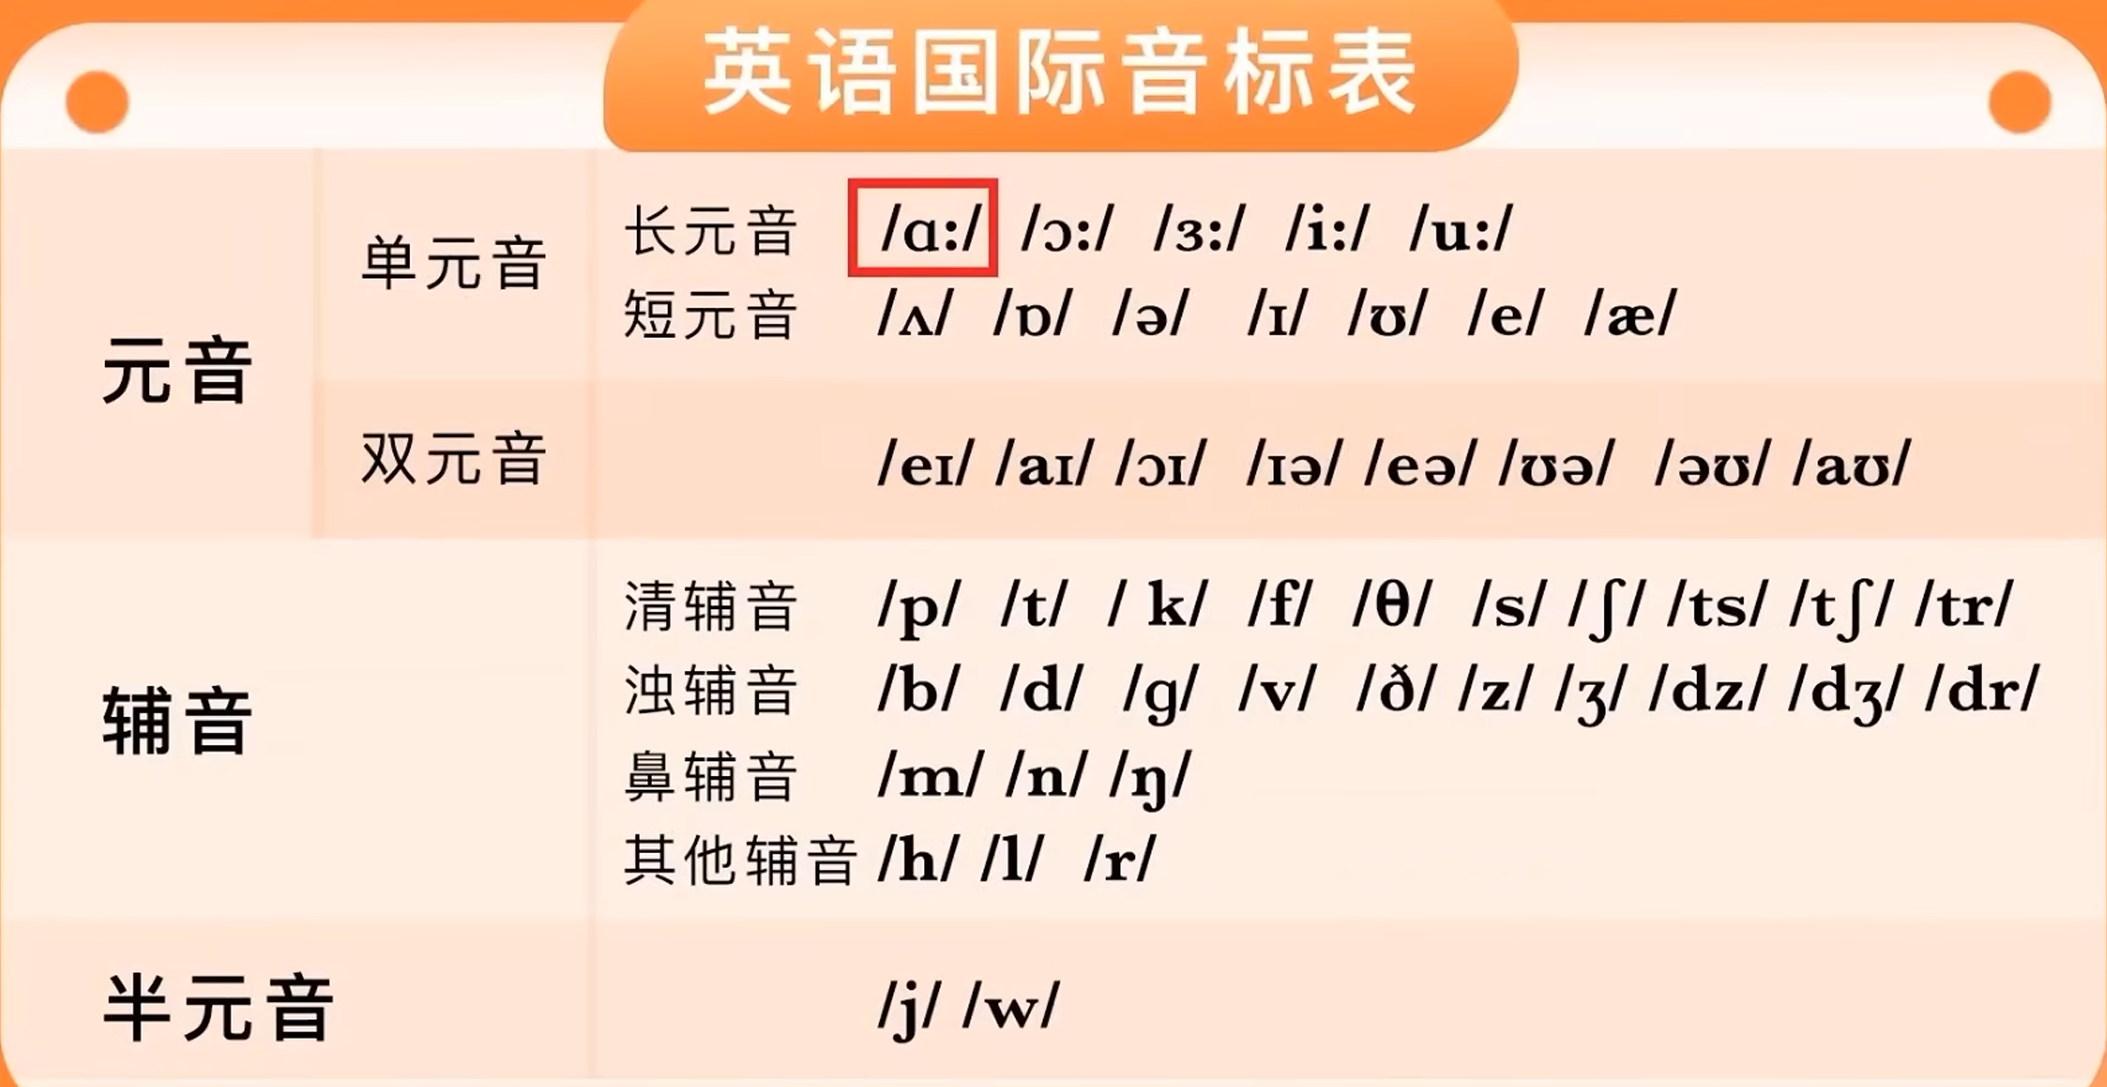 英语国际音标表
元音
单元音
长元音 /ɑ:/ /ɔ:/ /ɜ:/ /i:/ /u:/
短元音 /ʌ/ /ɒ/ /ə/ /ɪ/ /ʊ/ /e/ /æ/
双元音 /eɪ/ /aɪ/ /ɔɪ/ /ɪə/ /eə/ /ʊə/ /əʊ/ /aʊ/
辅音
清辅音 /p/ /t/ / k/ /f/ /θ/ /s/ /ʃ/ /ts/ /tʃ/ /tr/
浊辅音 /b/ /d/ /g/ /v/ /ð/ /z/ /ʒ/ /dz/ /dʒ/ /dr/
鼻辅音 /m/ /n/ /ŋ/
其他辅音 /h/ /l/ /r/
半元音 /j/ /w/